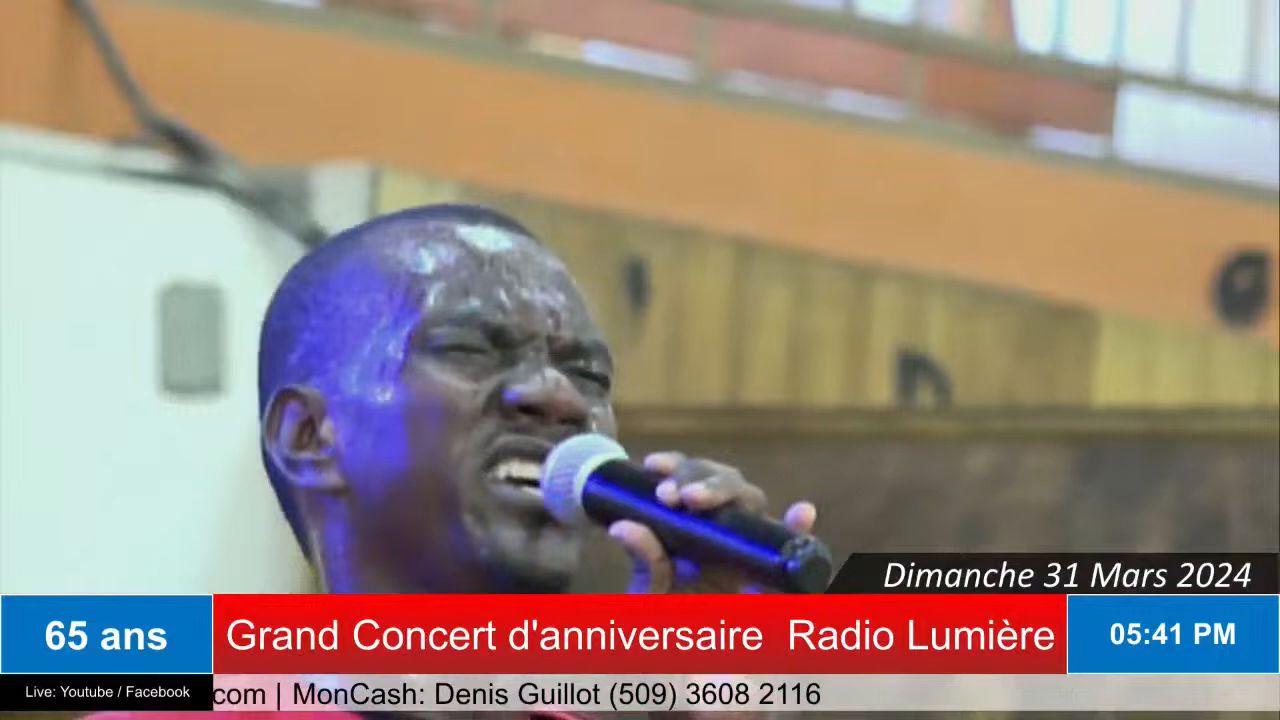 Dimanche 31 Mars 2024
65 ans
Grand Concert d'anniversaire Radio Lumière
05:41 PM
Live: Youtube / Facebook
com | MonCash: Denis Guillot (509) 3608 2116